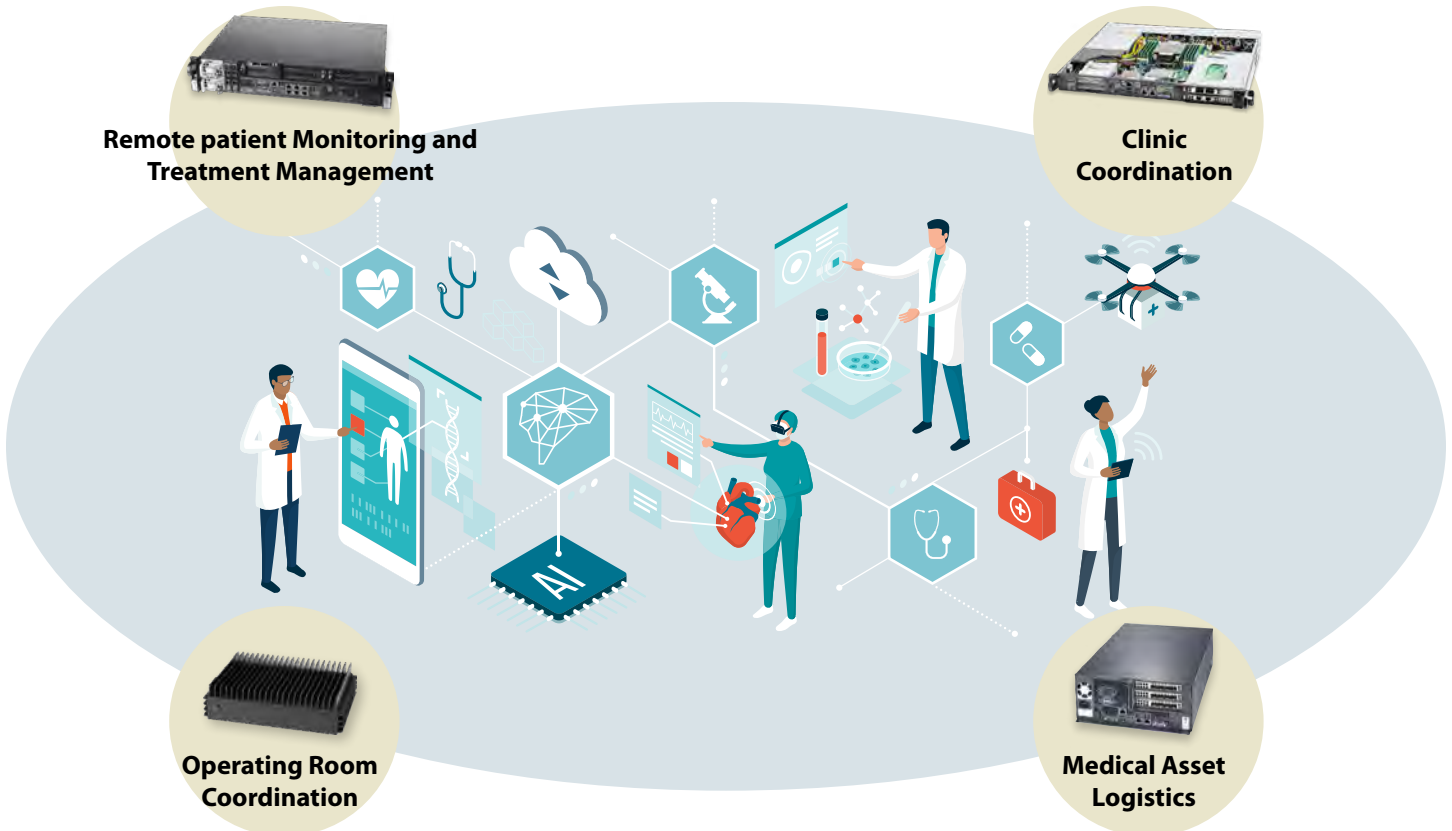 Remote patient Monitoring and
Treatment Management
Clinic
Coordination
AI
Operating Room
Coordination
Medical Asset
Logistics